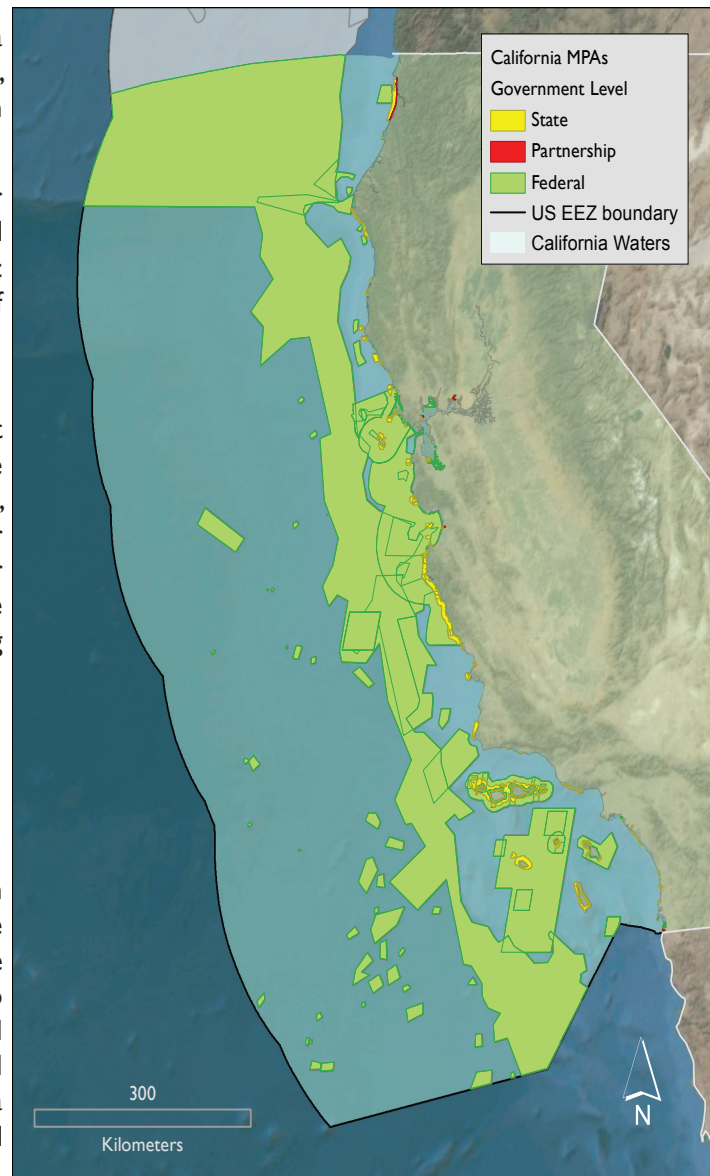 California MPAs
Government Level
State
Partnership
Federal
US EEZ boundary
California Waters
300
Kilometers
N